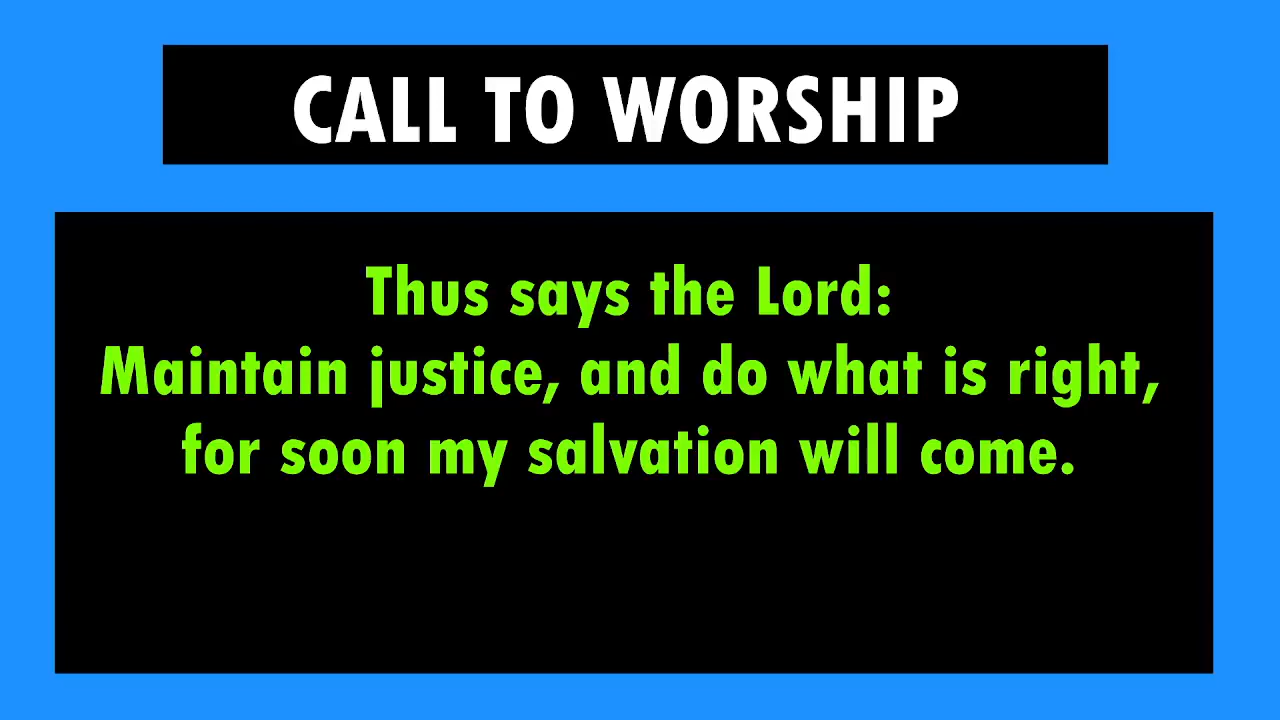 CALL TO WORSHIP
Thus says the Lord:
Maintain justice, and do what is right,
for soon my salvation will come.